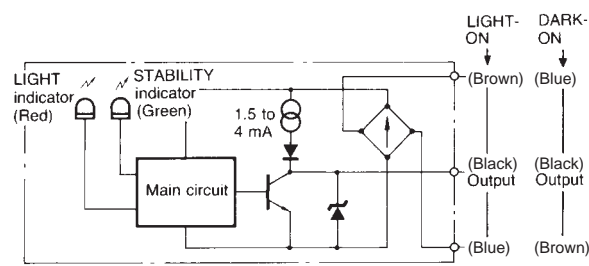 LIGHT-
ON
DARK-
ON
LIGHT
indicator
(Red)
STABILITY
indicator
(Green)
1.5 to
4 mA
Main circuit
(Brown)
(Blue)
(Black)
Output
(Black)
Output
(Blue)
(Brown)